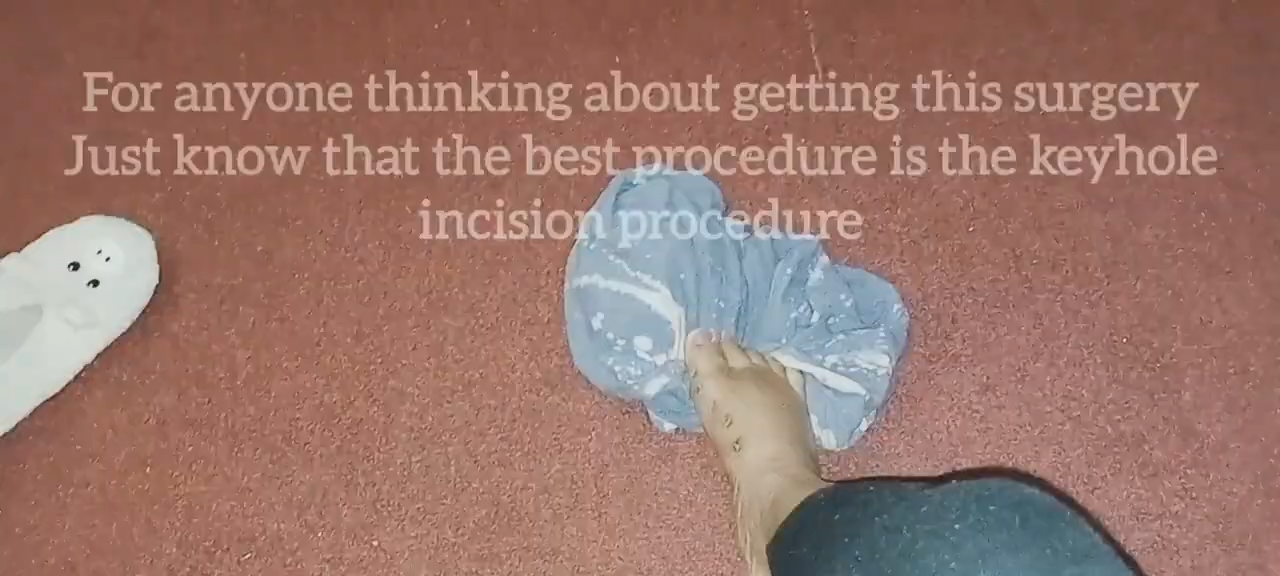 For anyone thinking about getting this surgery
Just know that the best procedure is the keyhole
incision procedure